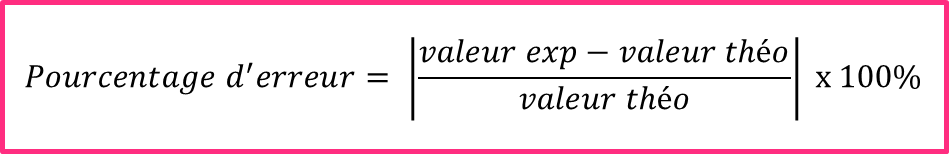 Pourcentage d'erreur = |valeur exp − valeur théo / valeur théo| x 100%